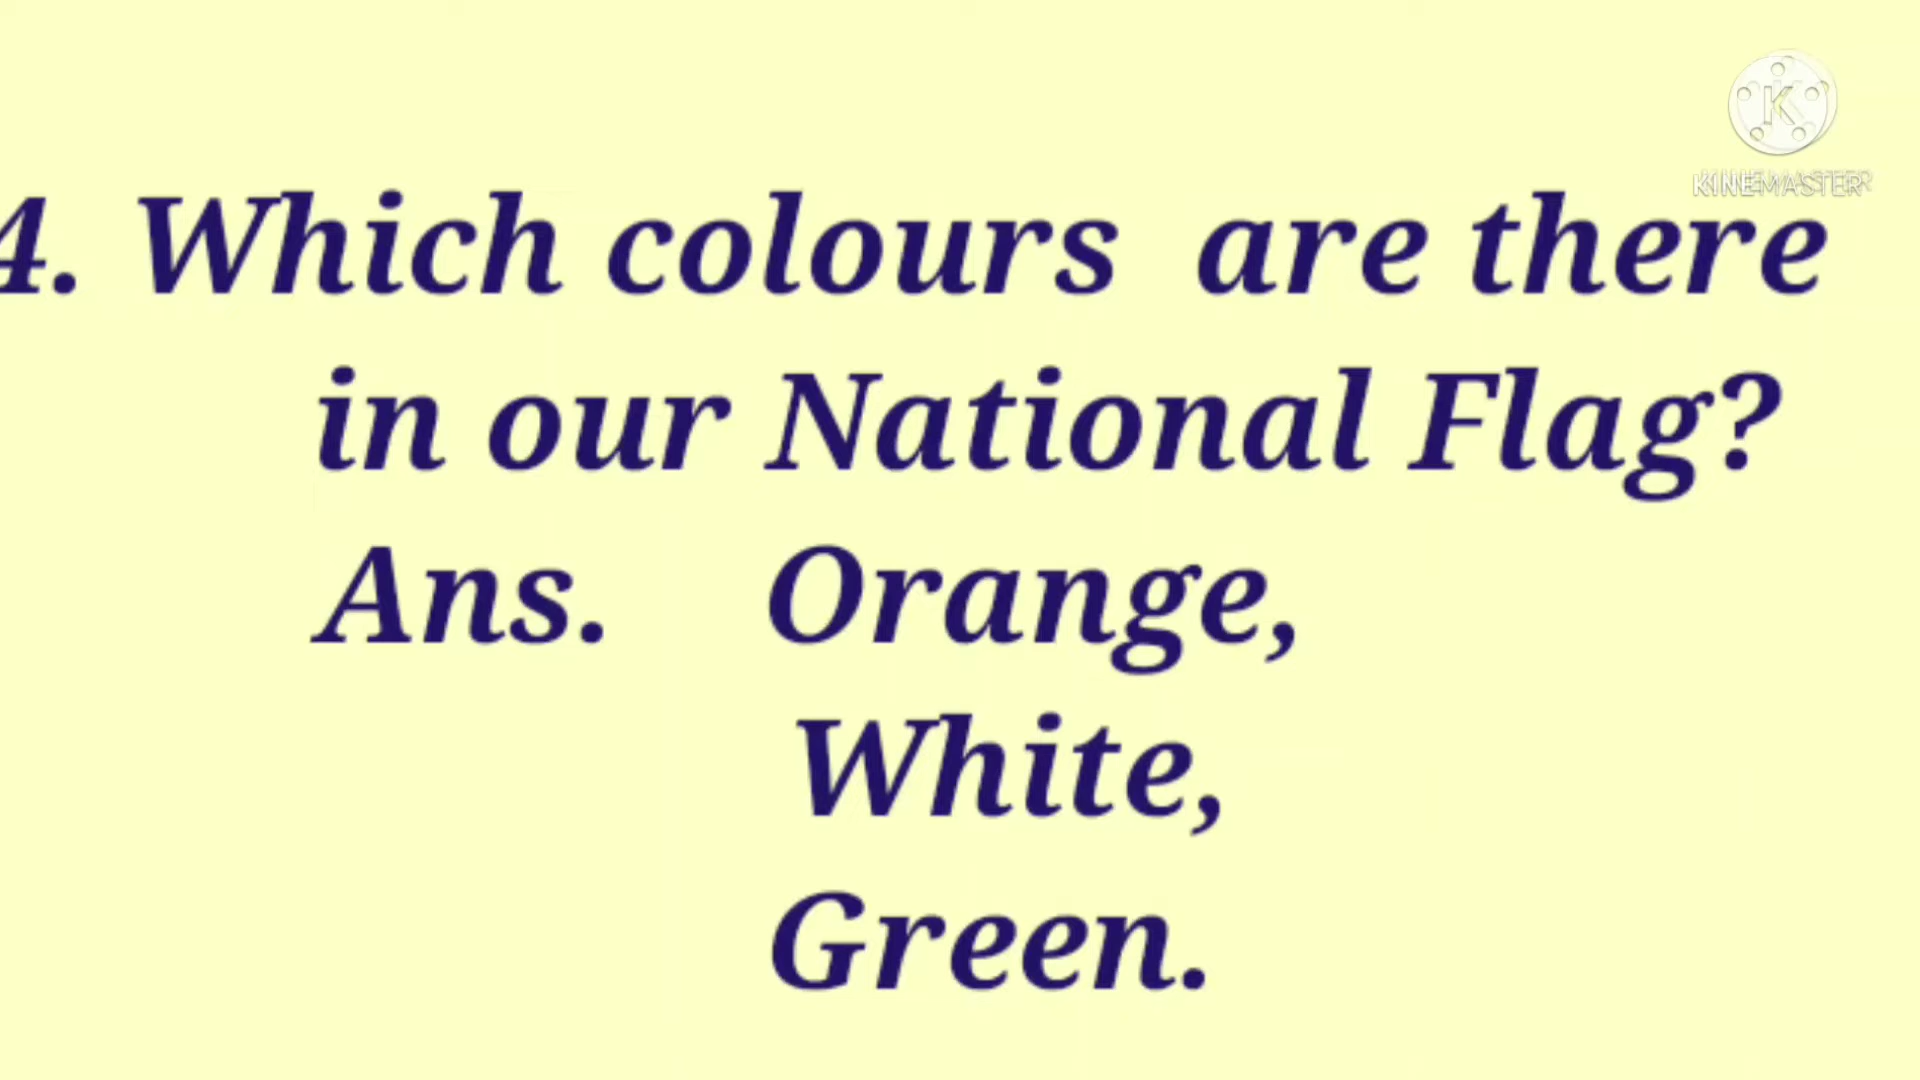 KINEMASTER
4. Which colours are there
in our National Flag?
Ans. Orange,
White,
Green.